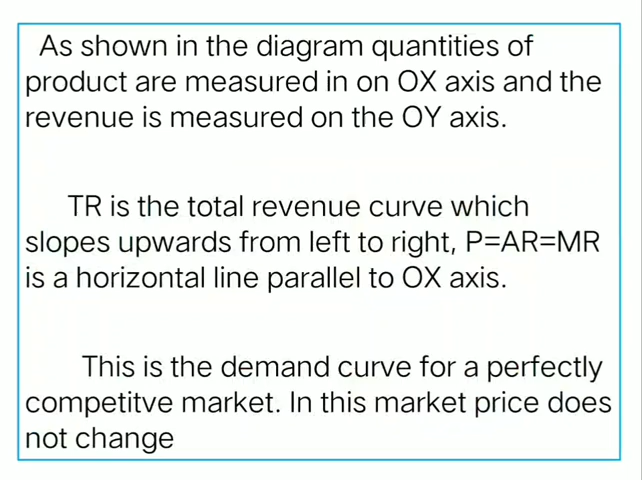 As shown in the diagram quantities of
product are measured in on OX axis and the
revenue is measured on the OY axis.
TR is the total revenue curve which
slopes upwards from left to right, P=AR=MR
is a horizontal line parallel to OX axis.
This is the demand curve for a perfectly
competitve market. In this market price does
not change